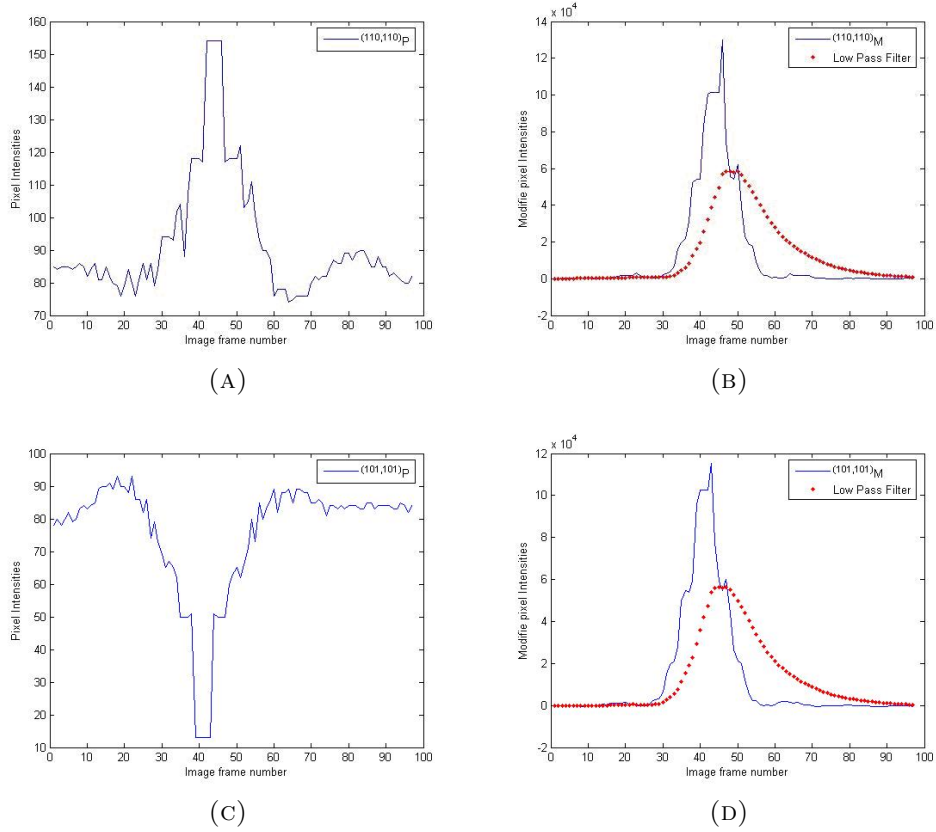 160
150
140
130
120
110
100
90
80
70
0 10 20 30 40 50 60 70 80 90 100
Pixel Intensities
Image frame number
(110,110)P
(A)
× 10^4
14
12
10
8
6
4
2
0
-2
0 10 20 30 40 50 60 70 80 90 100
Modifie pixel Intensities
Image frame number
(110,110)M
Low Pass Filter
(B)
100
90
80
70
60
50
40
30
20
10
0 10 20 30 40 50 60 70 80 90 100
Pixel Intensities
Image frame number
(101,101)P
(C)
× 10^4
12
10
8
6
4
2
0
-2
0 10 20 30 40 50 60 70 80 90 100
Modifie pixel Intensities
Image frame number
(101,101)M
Low Pass Filter
(D)